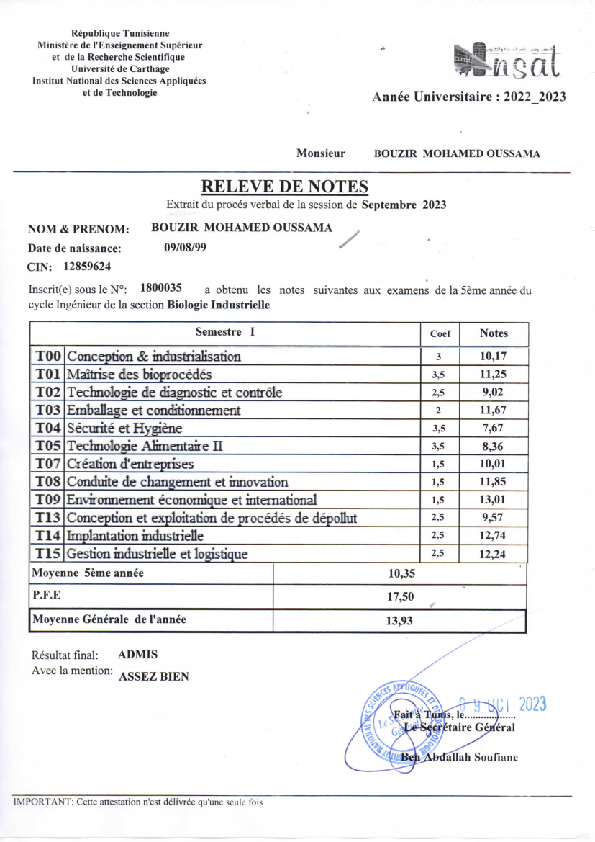 République Tunisienne
Ministére de l'Enseignement Supérieur
et de la Recherche Scientifique
Université de Carthage
Institut National des Sciences Appliquées
et de Technologie
Insat
Année Universitaire : 2022_2023
Monsieur BOUZIR MOHAMED OUSSAMA
RELEVE DE NOTES
Extrait du procés verbal de la session de Septembre 2023
NOM & PRENOM: BOUZIR MOHAMED OUSSAMA
Date de naissance: 09/08/99
CIN: 12859624
Inscrit(e) sous le N°: 1800035 a obtenu les notes suivantes aux examens de la 5ème année du
cycle Ingénieur de la section Biologie Industrielle
Semestre I Coef Notes
T00 Conception & industrialisation 3 10,17
T01 Maîtrise des bioprocédés 3,5 11,25
T02 Technologie de diagnostic et contrôle 2,5 9,02
T03 Emballage et conditionnement 2 11,67
T04 Sécurité et Hygiène 3,5 7,67
T05 Technologie Alimentaire II 3,5 8,36
T07 Création d'entreprises 1,5 10,01
T08 Conduite de changement et innovation 1,5 11,85
T09 Environnement économique et international 1,5 13,01
T13 Conception et exploitation de procédés de dépollut 2,5 9,57
T14 Implantation industrielle 2,5 12,74
T15 Gestion industrielle et logistique 2,5 12,24
Moyenne 5ème année 10,35
P.F.E 17,50
Moyenne Générale de l'année 13,93
Résultat final: ADMIS
Avec la mention: ASSEZ BIEN
09 OCT 2023
Fait à Tunis, le..................
Le Secrétaire Général
Ben Abdallah Soufiane
IMPORTANT: Cette attestation n'est délivrée qu'une seule fois